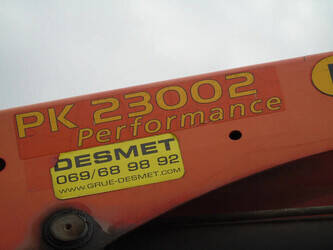 PK 23002
Performance
DESMET
069/68 98 92
WWW.GRUE-DESMET.COM